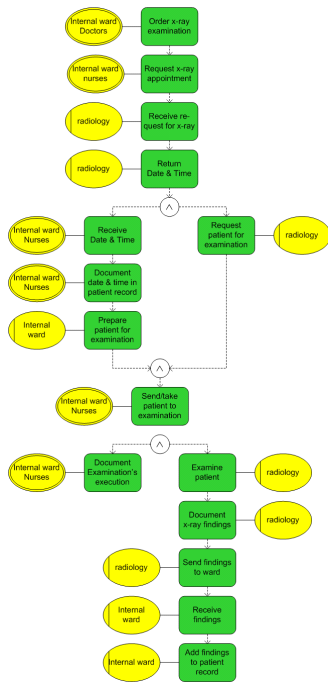 Internal ward
Doctors
Order x-ray
examination
Internal ward
nurses
Request x-ray
appointment
radiology
Receive re-
quest for x-ray
radiology
Return
Date & Time
Λ
Internal ward
Nurses
Receive
Date & Time
Request
patient for
examination
radiology
Internal ward
Nurses
Document
date & time in
patient record
Internal
ward
Prepare
patient for
examination
Λ
Internal ward
Nurses
Send/take
patient to
examination
Λ
Internal ward
Nurses
Document
Examination's
execution
Examine
patient
radiology
Document
x-ray findings
radiology
radiology
Send findings
to ward
Internal
ward
Receive
findings
Internal ward
Add findings
to patient
record